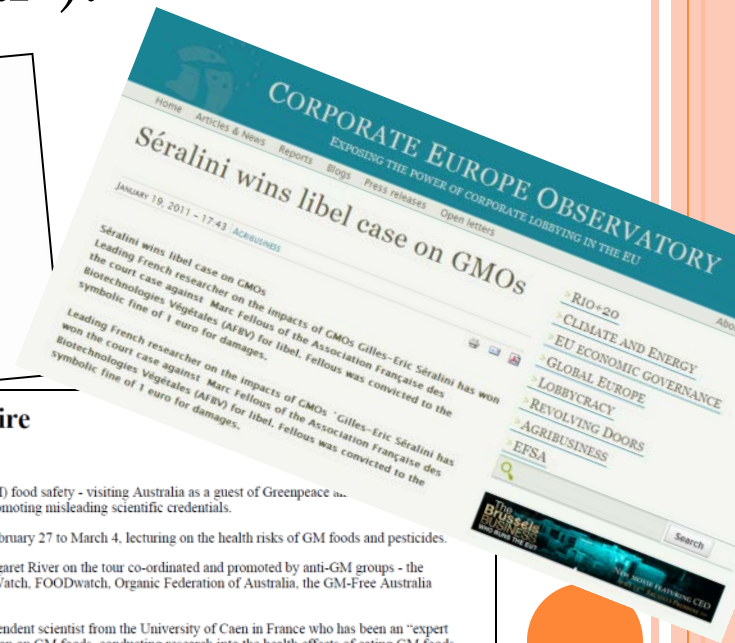 CORPORATE EUROPE OBSERVATORY
EXPOSING THE POWER OF CORPORATE LOBBYING IN THE EU
Home Articles & News Reports Blogs Press releases Open letters
Séralini wins libel case on GMOs
JANUARY 19, 2011 - 17:43 AGRIBUSINESS
Séralini wins libel case on GMOs
Leading French researcher on the impacts of GMOs Gilles-Eric Séralini has won
the court case against Marc Fellous of the Association Française des
Biotechnologies Végétales (AFBV) for libel. Fellous was convicted to the
symbolic fine of 1 euro for damages.
Leading French researcher on the impacts of GMOs `Gilles-Eric Séralini has
won the court case against Marc Fellous of the Association Française des
Biotechnologies Végétales (AFBV) for libel. Fellous was convicted to the
symbolic fine of 1 euro for damages.
RIO+20
CLIMATE AND ENERGY
EU ECONOMIC GOVERNANCE
GLOBAL EUROPE
LOBBYCRACY
REVOLVING DOORS
AGRIBUSINESS
EFSA
Search
The
Brussels
BUSINESS
WHO RUNS THE EU?
NEW MOVIE FEATURING CEO
ire
) food safety - visiting Australia as a guest of Greenpeace
moting misleading scientific credentials.
bruary 27 to March 4, lecturing on the health risks of GM foods and pesticides.
garet River on the tour co-ordinated and promoted by anti-GM groups - the
Vatch, FOODwatch, Organic Federation of Australia, the GM-Free Australia
endent scientist from the University of Caen in France who has been an "expert